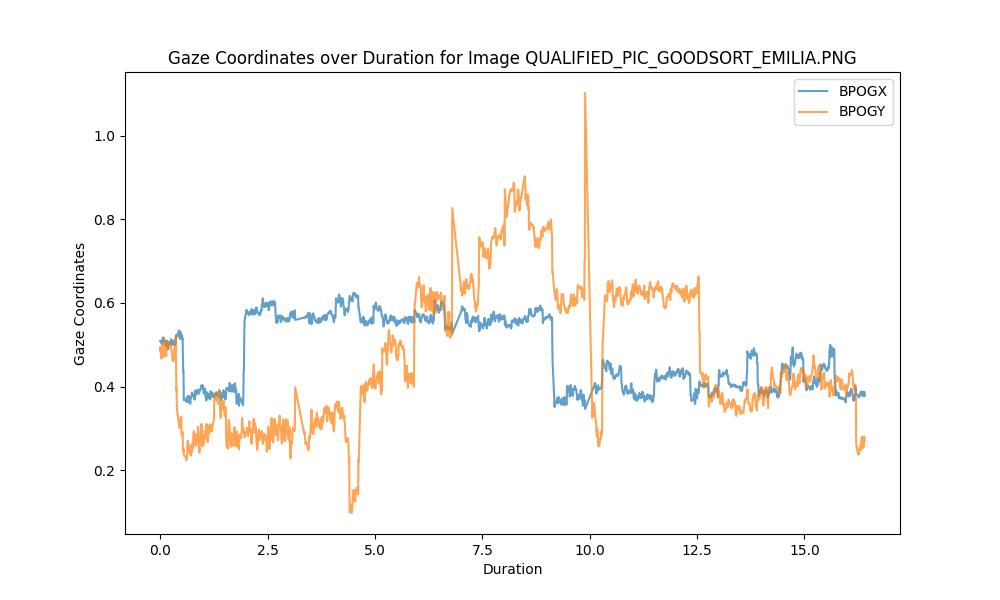 Gaze Coordinates over Duration for Image QUALIFIED_PIC_GOODSORT_EMILIA.PNG
BPOGX
BPOGY
1.0
0.8
0.6
0.4
0.2
Gaze Coordinates
0.0 2.5 5.0 7.5 10.0 12.5 15.0
Duration